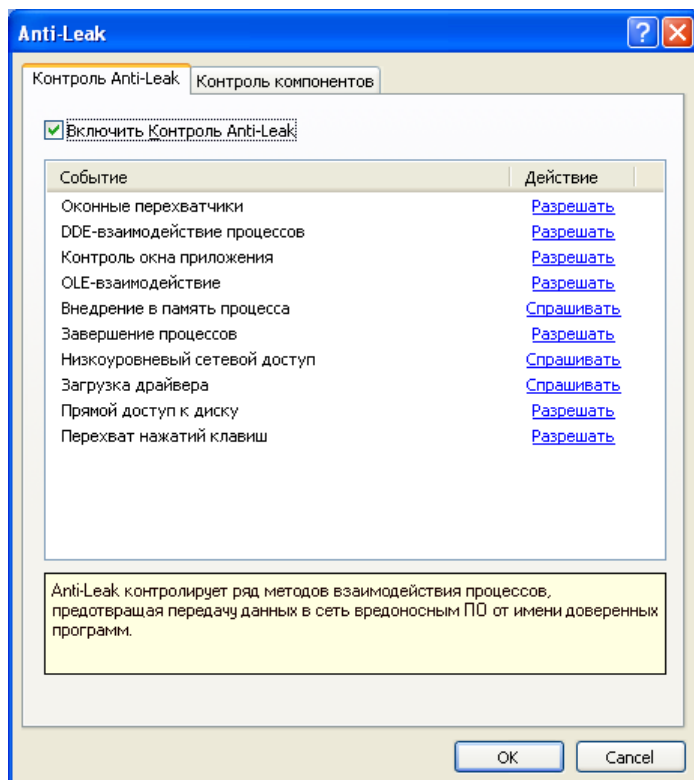 Anti-Leak
Контроль Anti-Leak Контроль компонентов
Включить Контроль Anti-Leak
Событие Действие
Оконные перехватчики Разрешать
DDE-взаимодействие процессов Разрешать
Контроль окна приложения Разрешать
OLE-взаимодействие Разрешать
Внедрение в память процесса Спрашивать
Завершение процессов Разрешать
Низкоуровневый сетевой доступ Спрашивать
Загрузка драйвера Спрашивать
Прямой доступ к диску Разрешать
Перехват нажатий клавиш Разрешать
Anti-Leak контролирует ряд методов взаимодействия процессов,
предотвращая передачу данных в сеть вредоносным ПО от имени доверенных
программ.
OK Cancel